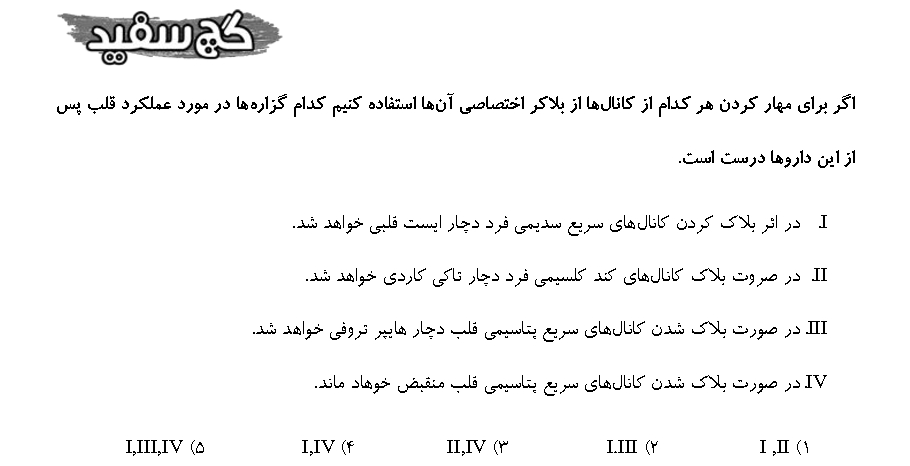 گچ سفید
اگر برای مهار کردن هر کدام از کانال‌ها از بلاکر اختصاصی آن‌ها استفاده کنیم کدام گزاره‌ها در مورد عملکرد قلب پس
از این داروها درست است.
I. در اثر بلاک کردن کانال‌های سریع سدیمی فرد دچار ایست قلبی خواهد شد.
II. در صروت بلاک کانال‌های کند کلسیمی فرد دچار تاکی کاردی خواهد شد.
III. در صورت بلاک شدن کانال‌های سریع پتاسیمی قلب دچار هایپر تروفی خواهد شد.
IV. در صورت بلاک شدن کانال‌های سریع پتاسیمی قلب منقبض خوهاد ماند.
۱) I ,II ۲) I.III ۳) II,IV ۴) I,IV ۵) I,III,IV